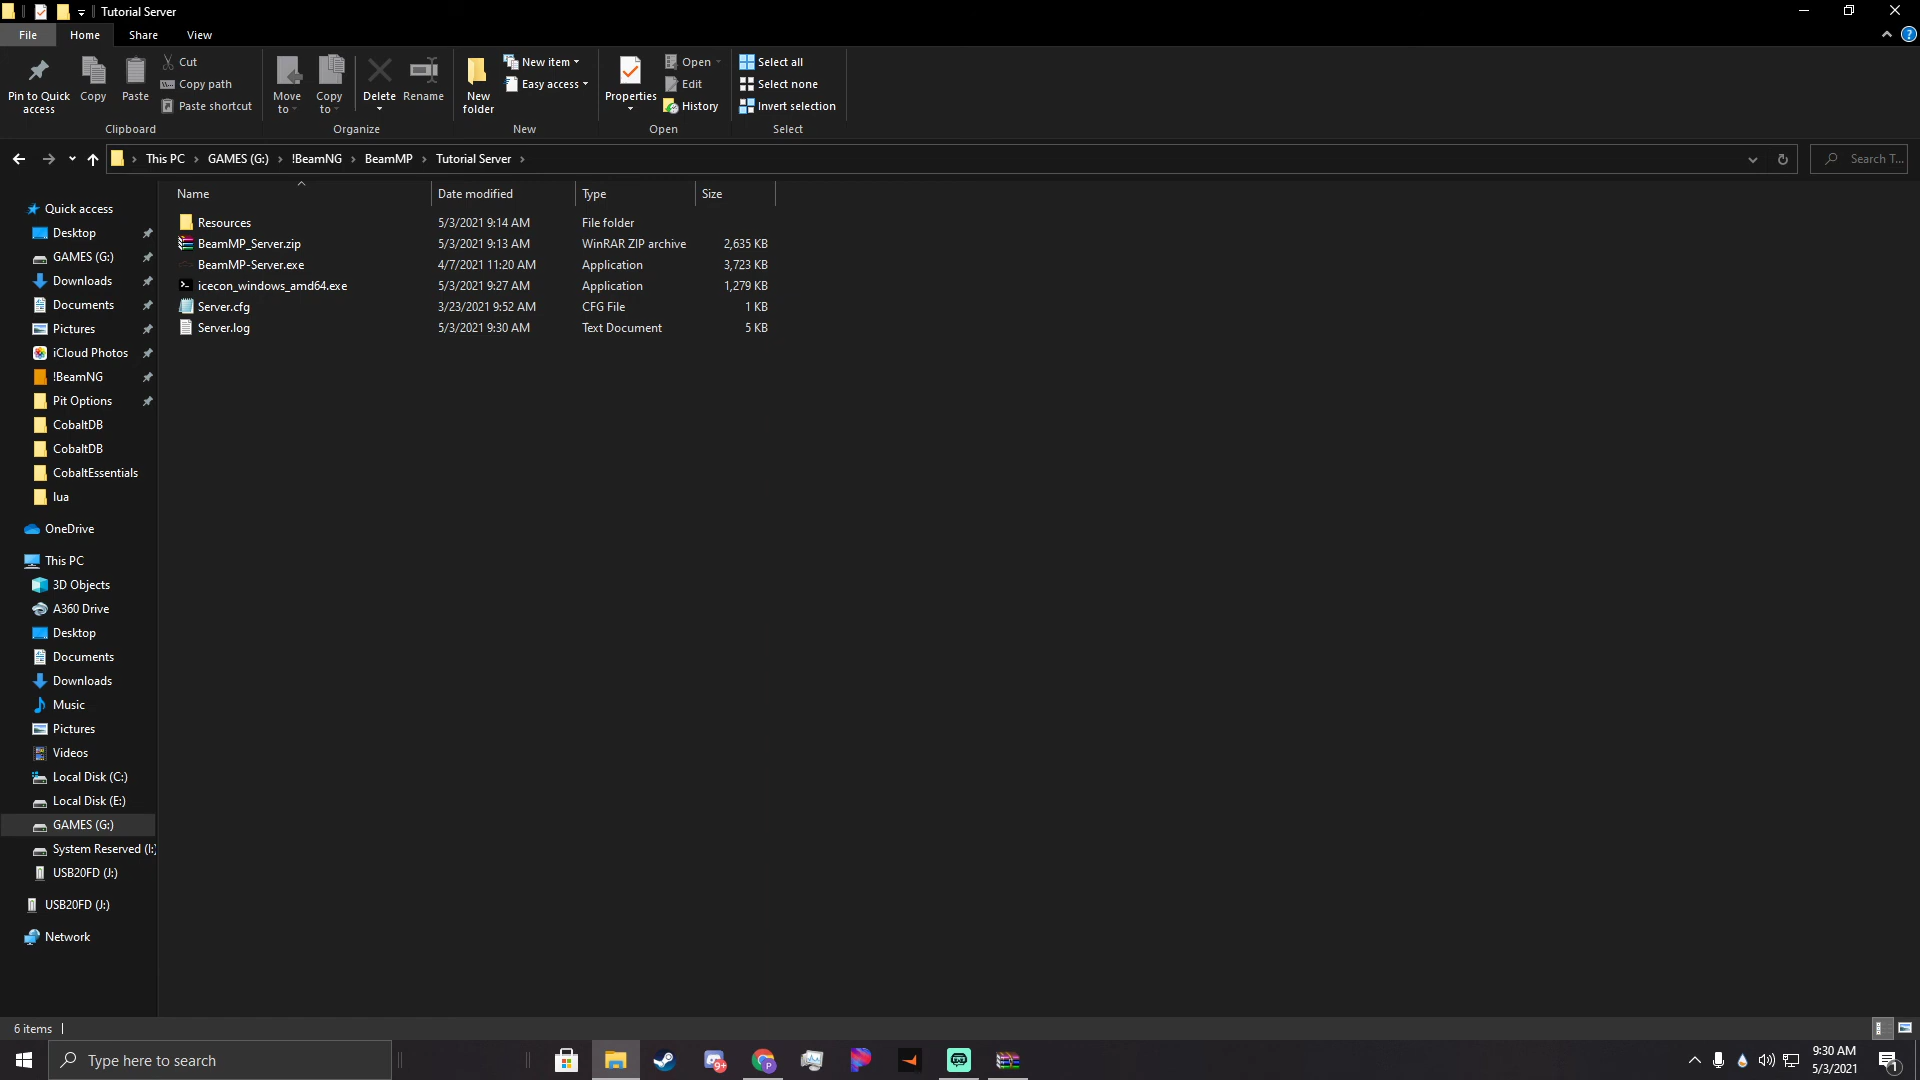 Tutorial Server
File Home Share View
Pin to Quick access
Copy
Paste
Cut
Copy path
Paste shortcut
Clipboard
Move to
Copy to
Delete
Rename
Organize
New folder
New item
Easy access
New
Properties
Open
Edit
History
Open
Select all
Select none
Invert selection
Select
This PC › GAMES (G:) › !BeamNG › BeamMP › Tutorial Server ›
Search T...
Name Date modified Type Size
Resources 5/3/2021 9:14 AM File folder
BeamMP_Server.zip 5/3/2021 9:13 AM WinRAR ZIP archive 2,635 KB
BeamMP-Server.exe 4/7/2021 11:20 AM Application 3,723 KB
icecon_windows_amd64.exe 5/3/2021 9:27 AM Application 1,279 KB
Server.cfg 3/23/2021 9:52 AM CFG File 1 KB
Server.log 5/3/2021 9:30 AM Text Document 5 KB
Quick access
Desktop
GAMES (G:)
Downloads
Documents
Pictures
iCloud Photos
!BeamNG
Pit Options
CobaltDB
CobaltDB
CobaltEssentials
lua
OneDrive
This PC
3D Objects
A360 Drive
Desktop
Documents
Downloads
Music
Pictures
Videos
Local Disk (C:)
Local Disk (E:)
GAMES (G:)
System Reserved (I:)
USB20FD (J:)
USB20FD (J:)
Network
6 items
Type here to search
9+
P
9:30 AM
5/3/2021
1